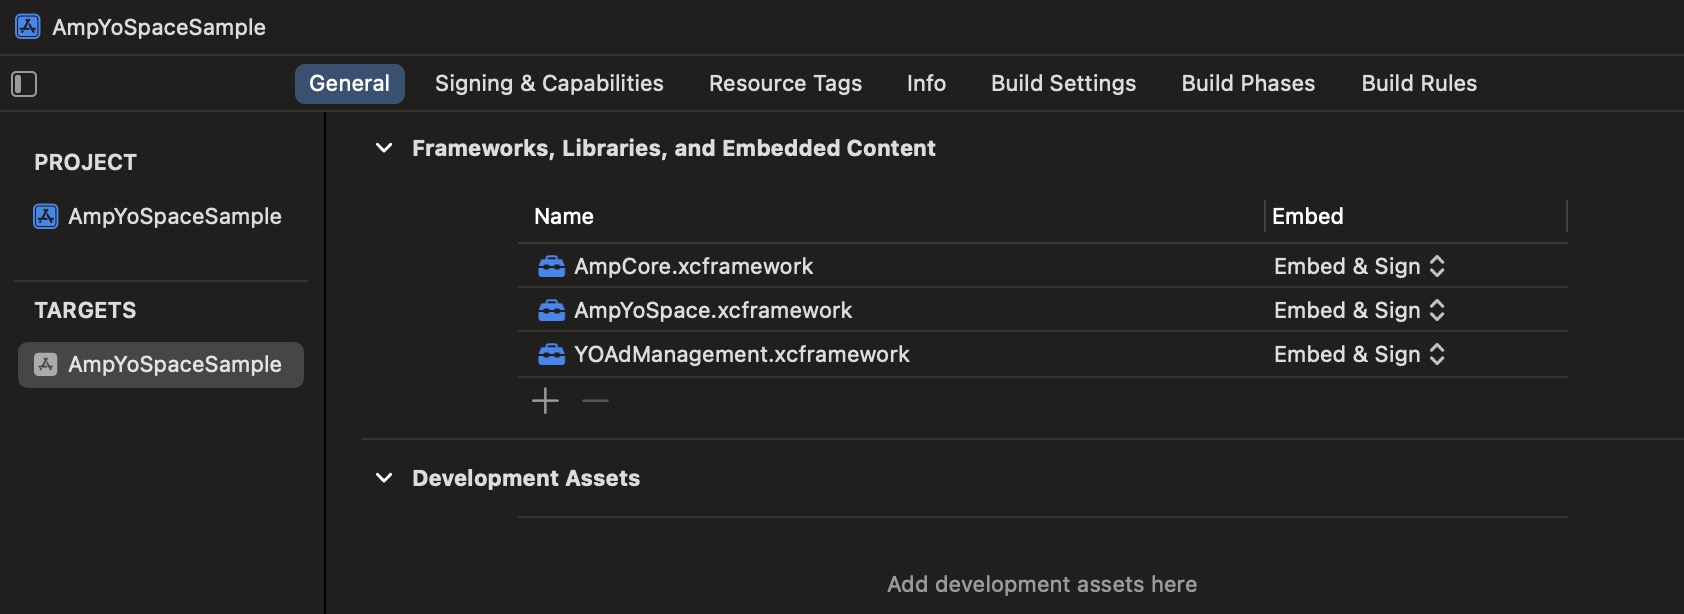 AmpYoSpaceSample
General Signing & Capabilities Resource Tags Info Build Settings Build Phases Build Rules
PROJECT
AmpYoSpaceSample
TARGETS
AmpYoSpaceSample
Frameworks, Libraries, and Embedded Content
Name Embed
AmpCore.xcframework Embed & Sign
AmpYoSpace.xcframework Embed & Sign
YOAdManagement.xcframework Embed & Sign
Development Assets
Add development assets here